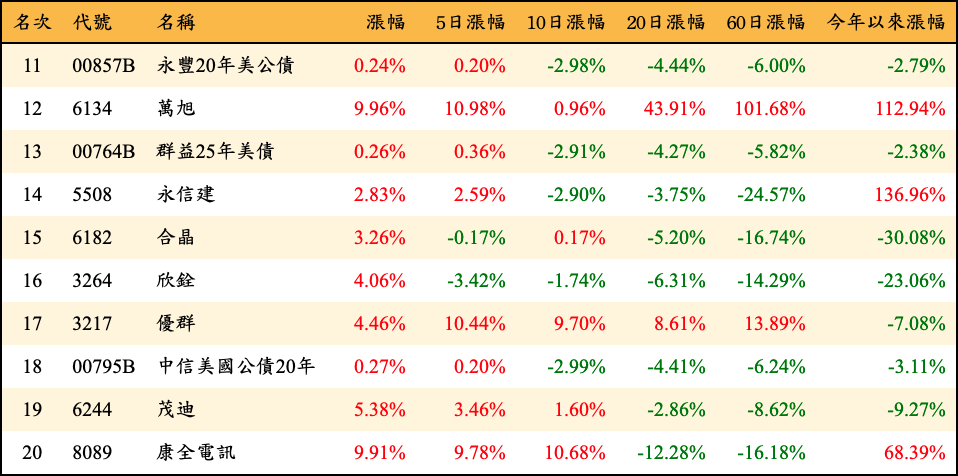 名次 代號 名稱 漲幅 5日漲幅 10日漲幅 20日漲幅 60日漲幅 今年以來漲幅
11 00857B 永豐20年美公債 0.24% 0.20% -2.98% -4.44% -6.00% -2.79%
12 6134 萬旭 9.96% 10.98% 0.96% 43.91% 101.68% 112.94%
13 00764B 群益25年美債 0.26% 0.36% -2.91% -4.27% -5.82% -2.38%
14 5508 永信建 2.83% 2.59% -2.90% -3.75% -24.57% 136.96%
15 6182 合晶 3.26% -0.17% 0.17% -5.20% -16.74% -30.08%
16 3264 欣銓 4.06% -3.42% -1.74% -6.31% -14.29% -23.06%
17 3217 優群 4.46% 10.44% 9.70% 8.61% 13.89% -7.08%
18 00795B 中信美國公債20年 0.27% 0.20% -2.99% -4.41% -6.24% -3.11%
19 6244 茂迪 5.38% 3.46% 1.60% -2.86% -8.62% -9.27%
20 8089 康全電訊 9.91% 9.78% 10.68% -12.28% -16.18% 68.39%